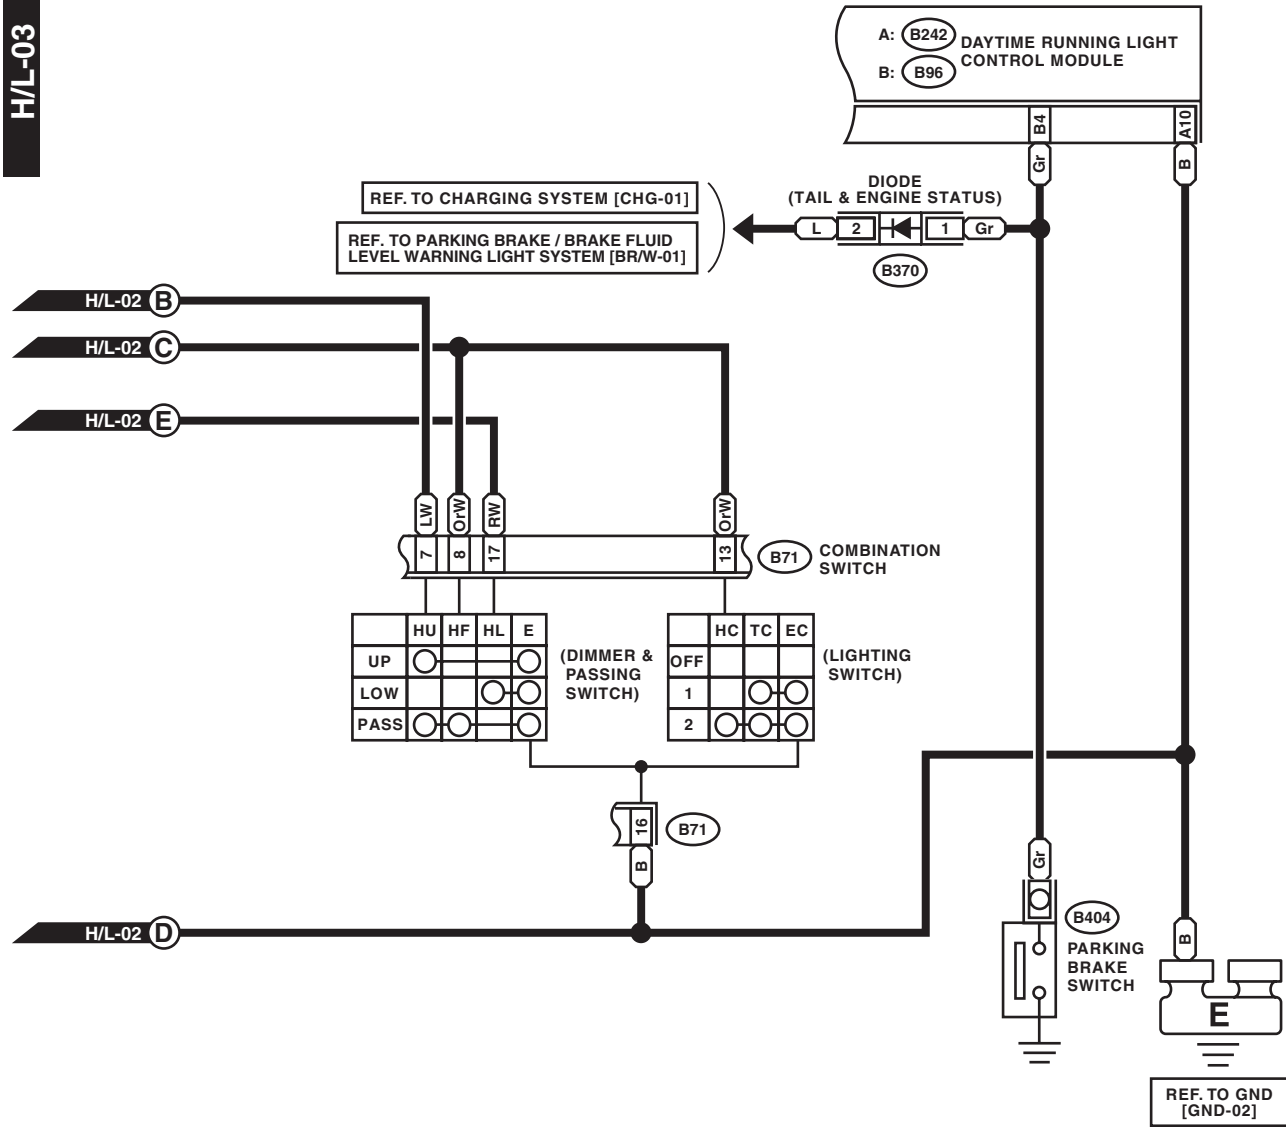 H/L-03
A: B242 DAYTIME RUNNING LIGHT
CONTROL MODULE
B: B96
B4
A10
Gr
B
REF. TO CHARGING SYSTEM [CHG-01]
REF. TO PARKING BRAKE / BRAKE FLUID
LEVEL WARNING LIGHT SYSTEM [BR/W-01]
DIODE
(TAIL & ENGINE STATUS)
L 2 1 Gr
B370
H/L-02 B
H/L-02 C
H/L-02 E
LW OrW RW OrW
7 8 17 13
B71 COMBINATION
SWITCH
HU HF HL E
UP
LOW
PASS
(DIMMER &
PASSING
SWITCH)
HC TC EC
OFF
1
2
(LIGHTING
SWITCH)
16
B71
B
H/L-02 D
Gr
B404
PARKING
BRAKE
SWITCH
B
E
REF. TO GND
[GND-02]